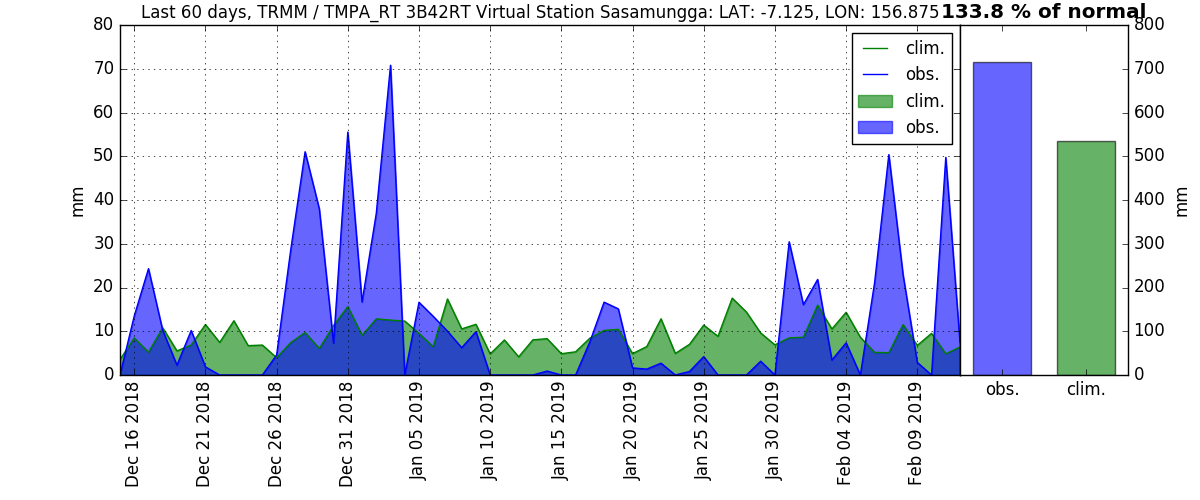 Last 60 days, TRMM / TMPA_RT 3B42RT Virtual Station Sasamungga: LAT: -7.125, LON: 156.875
133.8 % of normal
80
70
60
50
40
30
20
10
0
mm
clim.
obs.
clim.
obs.
Dec 16 2018
Dec 21 2018
Dec 26 2018
Dec 31 2018
Jan 05 2019
Jan 10 2019
Jan 15 2019
Jan 20 2019
Jan 25 2019
Jan 30 2019
Feb 04 2019
Feb 09 2019
800
700
600
500
400
300
200
100
0
mm
obs.
clim.